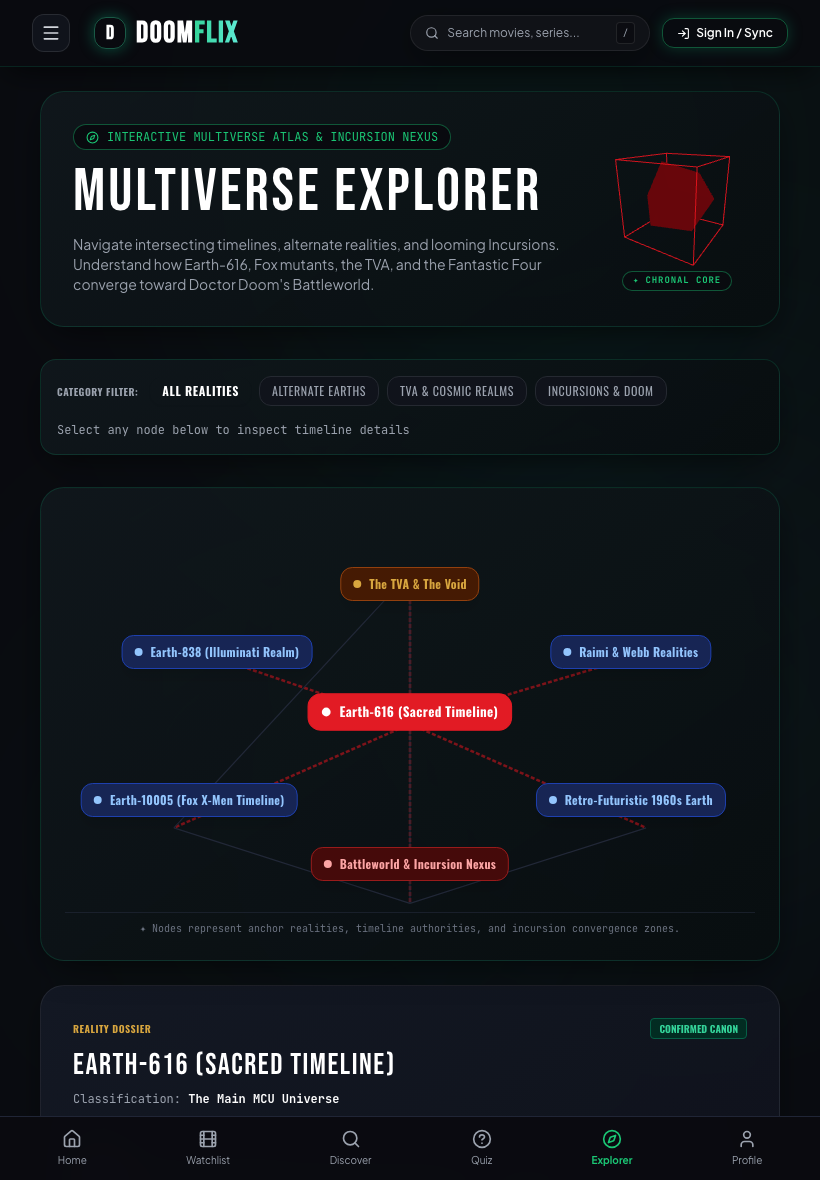 D DOOMFLIX
Search movies, series... /
Sign In / Sync
INTERACTIVE MULTIVERSE ATLAS & INCURSION NEXUS
MULTIVERSE EXPLORER
Navigate intersecting timelines, alternate realities, and looming Incursions.
Understand how Earth-616, Fox mutants, the TVA, and the Fantastic Four
converge toward Doctor Doom's Battleworld.
✦ CHRONAL CORE
CATEGORY FILTER: ALL REALITIES ALTERNATE EARTHS TVA & COSMIC REALMS INCURSIONS & DOOM
Select any node below to inspect timeline details
The TVA & The Void
Earth-838 (Illuminati Realm)
Raimi & Webb Realities
Earth-616 (Sacred Timeline)
Earth-10005 (Fox X-Men Timeline)
Retro-Futuristic 1960s Earth
Battleworld & Incursion Nexus
✦ Nodes represent anchor realities, timeline authorities, and incursion convergence zones.
REALITY DOSSIER
CONFIRMED CANON
EARTH-616 (SACRED TIMELINE)
Classification: The Main MCU Universe
Home Watchlist Discover Quiz Explorer Profile